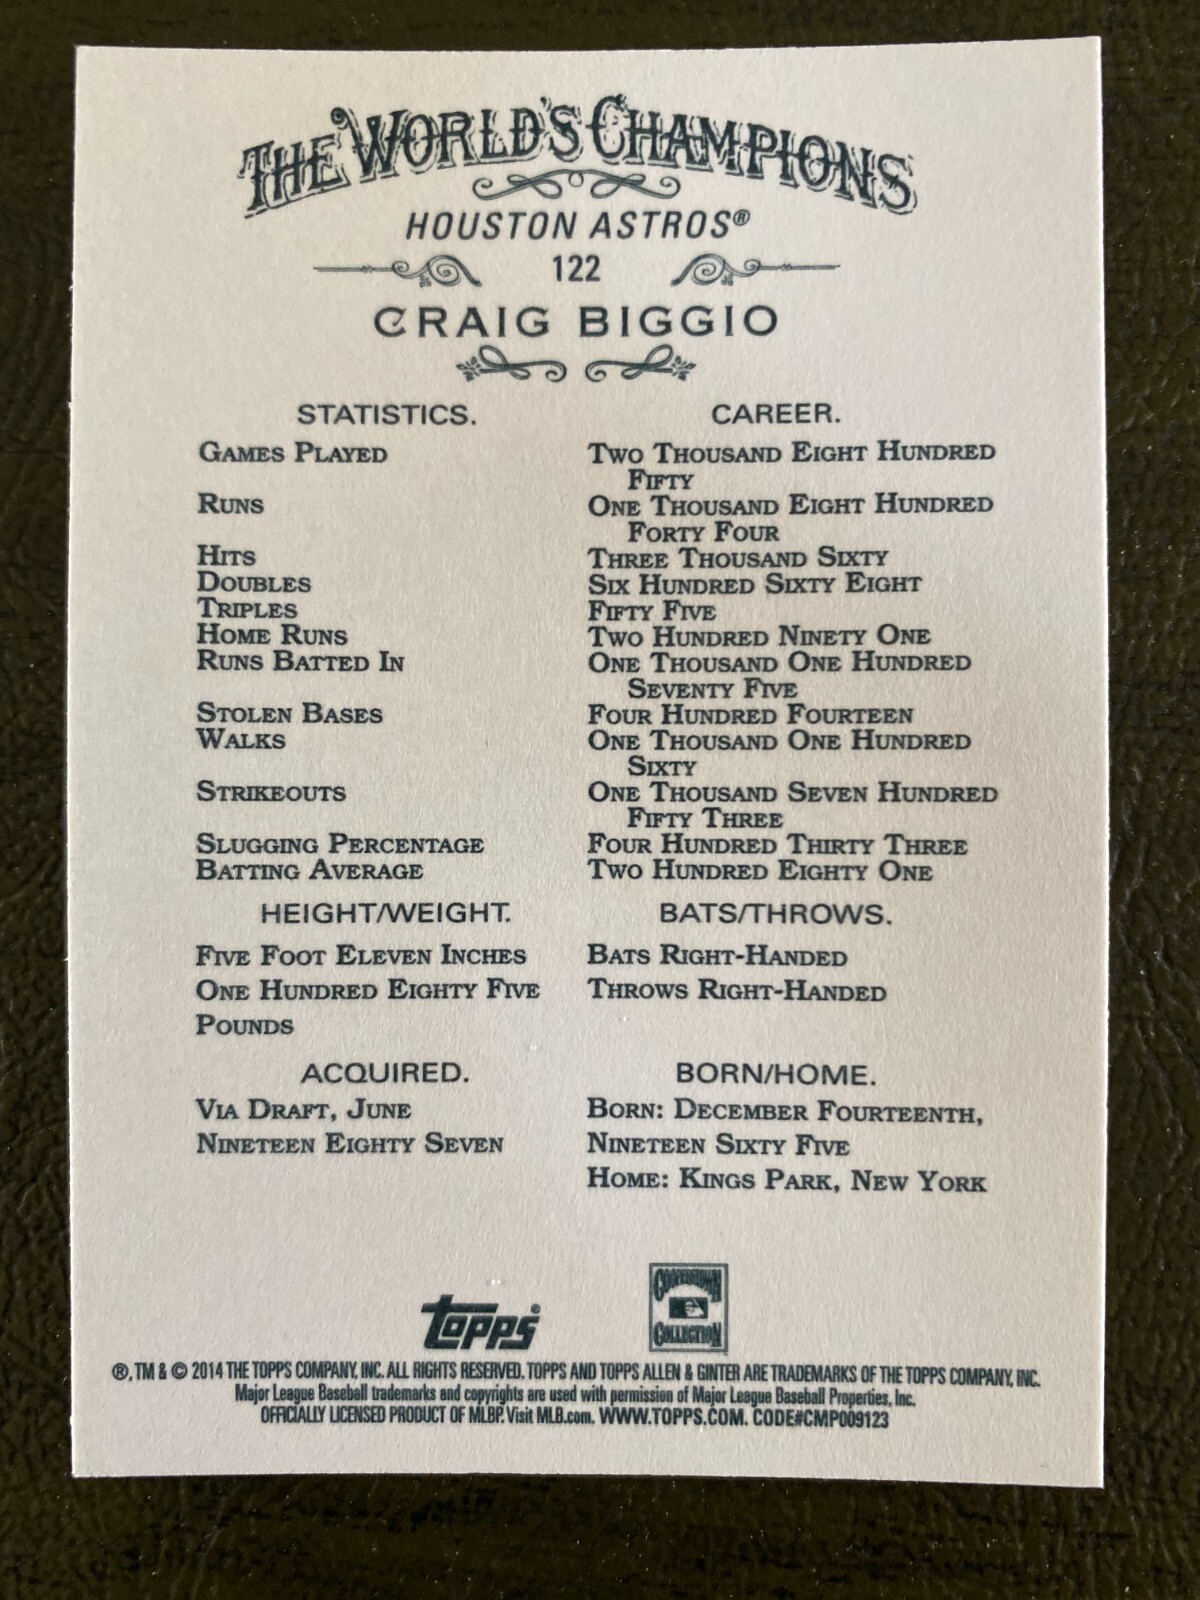 THE WORLD'S CHAMPIONS
HOUSTON ASTROS®
122
CRAIG BIGGIO
STATISTICS. CAREER.
GAMES PLAYED TWO THOUSAND EIGHT HUNDRED
FIFTY
RUNS ONE THOUSAND EIGHT HUNDRED
FORTY FOUR
HITS THREE THOUSAND SIXTY
DOUBLES SIX HUNDRED SIXTY EIGHT
TRIPLES FIFTY FIVE
HOME RUNS TWO HUNDRED NINETY ONE
RUNS BATTED IN ONE THOUSAND ONE HUNDRED
SEVENTY FIVE
STOLEN BASES FOUR HUNDRED FOURTEEN
WALKS ONE THOUSAND ONE HUNDRED
SIXTY
STRIKEOUTS ONE THOUSAND SEVEN HUNDRED
FIFTY THREE
SLUGGING PERCENTAGE FOUR HUNDRED THIRTY THREE
BATTING AVERAGE TWO HUNDRED EIGHTY ONE
HEIGHT/WEIGHT. BATS/THROWS.
FIVE FOOT ELEVEN INCHES BATS RIGHT-HANDED
ONE HUNDRED EIGHTY FIVE THROWS RIGHT-HANDED
POUNDS
ACQUIRED. BORN/HOME.
VIA DRAFT, JUNE BORN: DECEMBER FOURTEENTH,
NINETEEN EIGHTY SEVEN NINETEEN SIXTY FIVE
HOME: KINGS PARK, NEW YORK
COOPERSTOWN
topps®
COLLECTION
®, TM & © 2014 THE TOPPS COMPANY, INC. ALL RIGHTS RESERVED. TOPPS AND TOPPS ALLEN & GINTER ARE TRADEMARKS OF THE TOPPS COMPANY, INC.
Major League Baseball trademarks and copyrights are used with permission of Major League Baseball Properties, Inc.
OFFICIALLY LICENSED PRODUCT OF MLBP. Visit MLB.com. WWW.TOPPS.COM. CODE#CMP009123